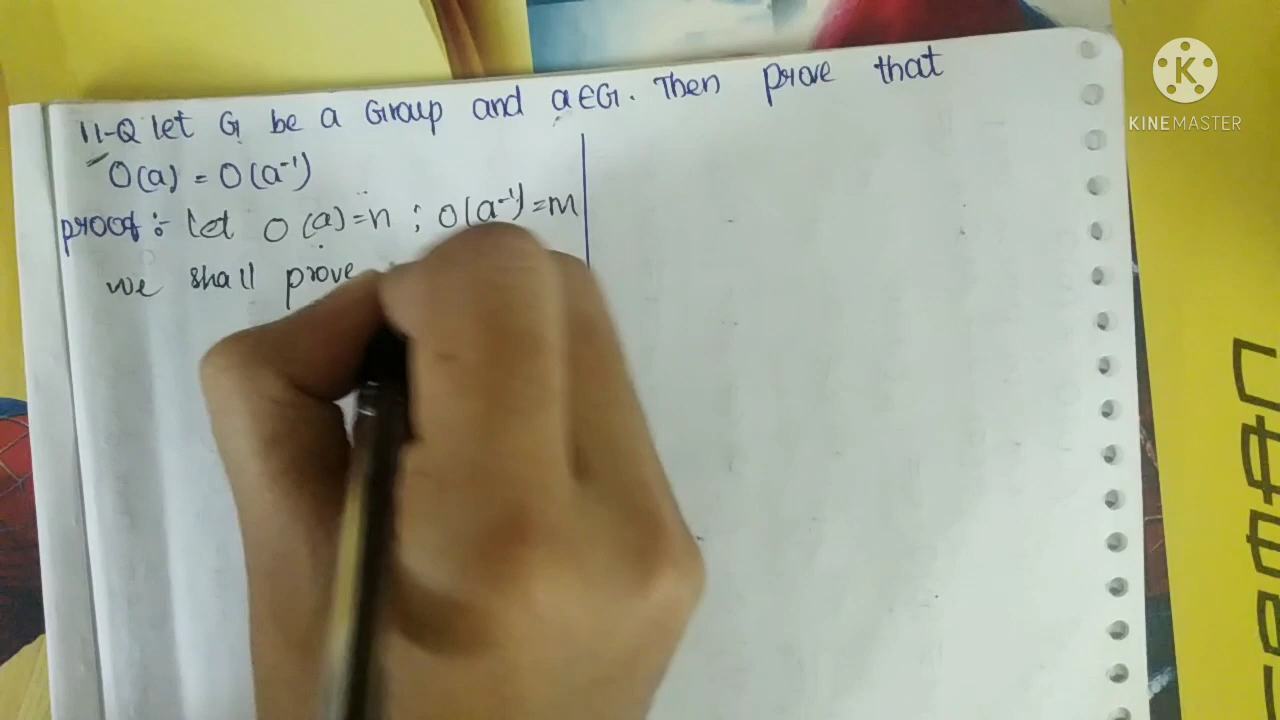 11-Q let G be a Group and a∈G. Then prove that
O(a) = O(a⁻¹)
proof :- let O(a)=n ; O(a⁻¹)=m
we shall prove
K
KINEMASTER